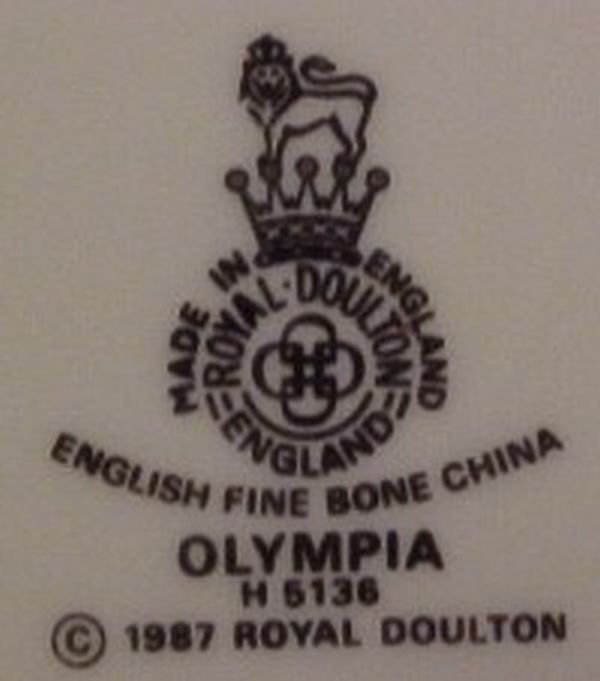 MADE IN ENGLAND
ROYAL·DOULTON
ENGLAND
ENGLISH FINE BONE CHINA
OLYMPIA
H 5136
© 1987 ROYAL DOULTON